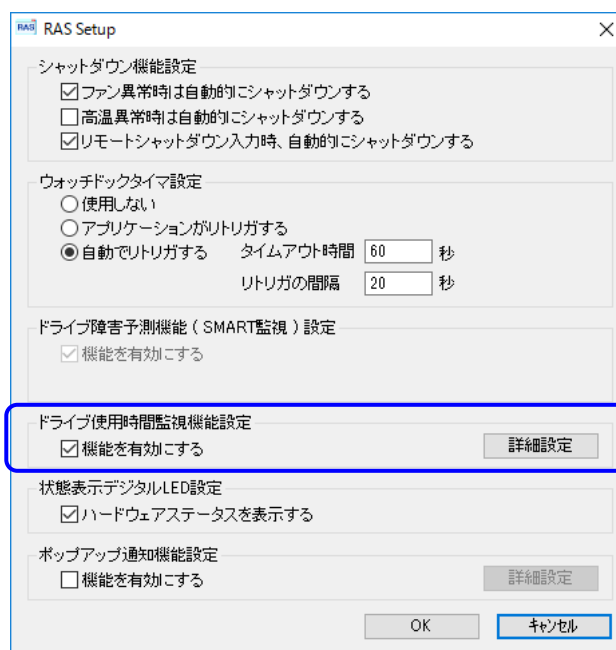 RAS RAS Setup
シャットダウン機能設定
ファン異常時は自動的にシャットダウンする
高温異常時は自動的にシャットダウンする
リモートシャットダウン入力時、自動的にシャットダウンする
ウォッチドックタイマ設定
使用しない
アプリケーションがリトリガする
自動でリトリガする タイムアウト時間 60 秒
リトリガの間隔 20 秒
ドライブ障害予測機能 ( SMART監視 ) 設定
機能を有効にする
ドライブ使用時間監視機能設定
機能を有効にする 詳細設定
状態表示デジタルLED設定
ハードウェアステータスを表示する
ポップアップ通知機能設定
機能を有効にする 詳細設定
OK キャンセル